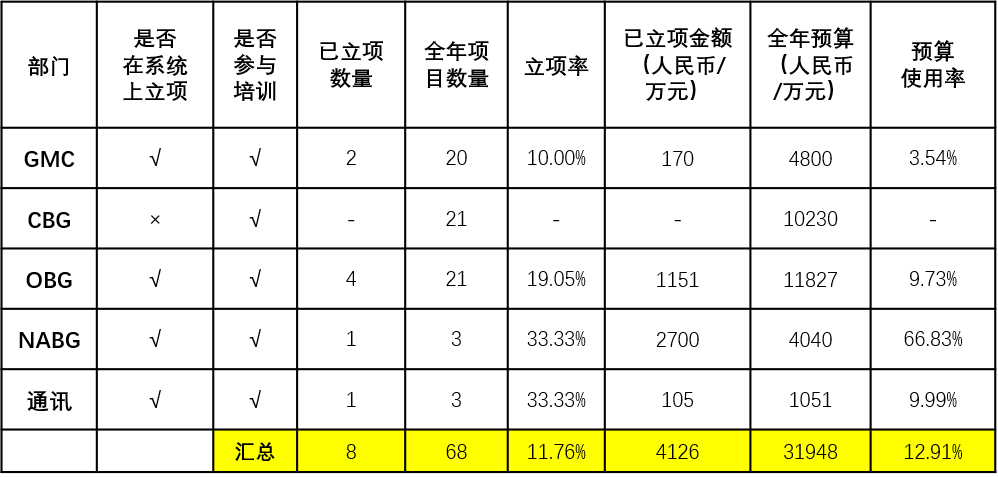 部门 是否在系统上立项 是否参与培训 已立项数量 全年项目数量 立项率 已立项金额（人民币/万元） 全年预算（人民币/万元） 预算使用率
GMC √ √ 2 20 10.00% 170 4800 3.54%
CBG × √ - 21 - - 10230 -
OBG √ √ 4 21 19.05% 1151 11827 9.73%
NABG √ √ 1 3 33.33% 2700 4040 66.83%
通讯 √ √ 1 3 33.33% 105 1051 9.99%
汇总 8 68 11.76% 4126 31948 12.91%